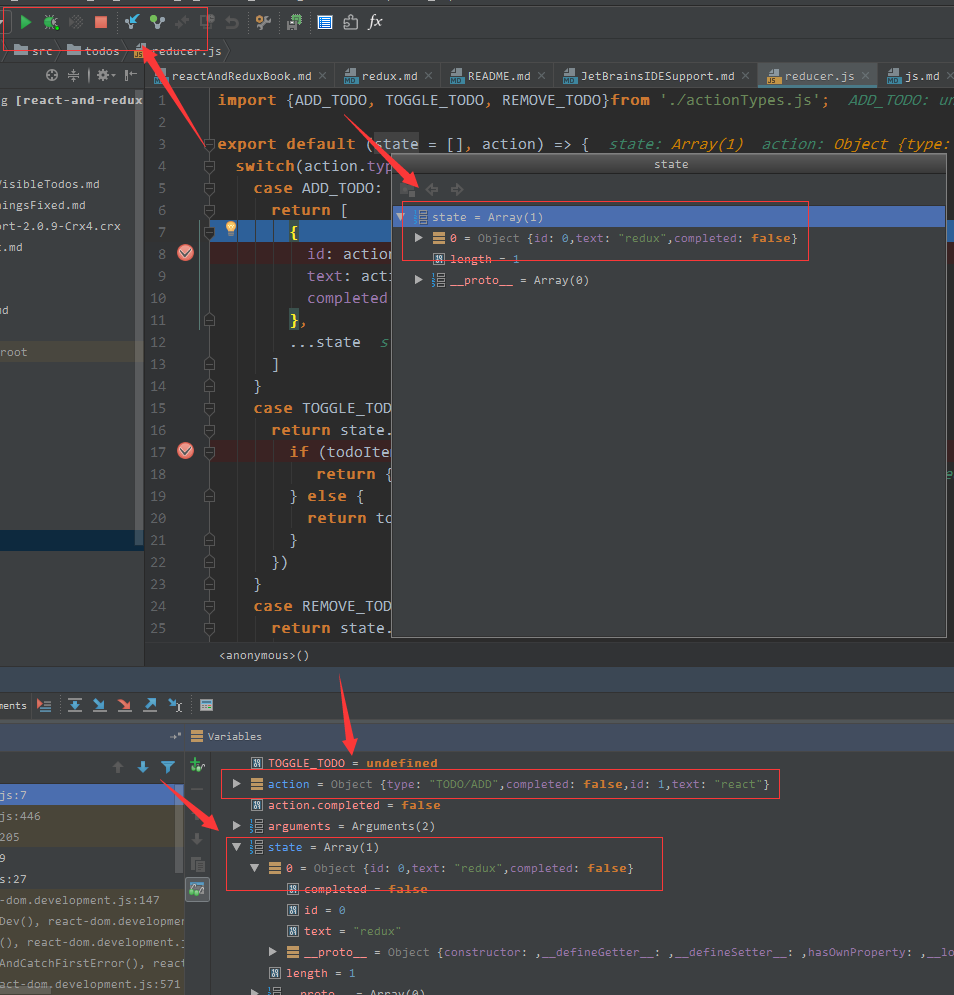 fx
src todos reducer.js
reactAndReduxBook.md redux.md README.md JetBrainsIDESupport.md reducer.js js.md
g [react-and-redux
isibleTodos.md
ingsFixed.md
ort-2.0.9-Crx4.crx
t.md
nd
root
1 import {ADD_TODO, TOGGLE_TODO, REMOVE_TODO}from './actionTypes.js'; ADD_TODO: un
2
3 export default (state = [], action) => { state: Array(1) action: Object {type:
4 switch(action.typ
5 case ADD_TODO:
6 return [
7 {
8 id: action
9 text: acti
10 completed
11 },
12 ...state s
13 ]
14 }
15 case TOGGLE_TOD
16 return state.
17 if (todoIte
18 return {
19 } else {
20 return to
21 }
22 })
23 }
24 case REMOVE_TOD
25 return state.
state
state = Array(1)
0 = Object {id: 0,text: "redux",completed: false}
length = 1
__proto__ = Array(0)
<anonymous>()
ments
Variables
js:7
js:446
205
9
s:27
-dom.development.js:147
Dev(), react-dom.developmen
(), react-dom.development.j
AndCatchFirstError(), react
act-dom.development.js:571
TOGGLE_TODO = undefined
action = Object {type: "TODO/ADD",completed: false,id: 1,text: "react"}
action.completed = false
arguments = Arguments(2)
state = Array(1)
0 = Object {id: 0,text: "redux",completed: false}
completed = false
id = 0
text = "redux"
__proto__ = Object {constructor: ,__defineGetter__: ,__defineSetter__: ,hasOwnProperty: ,__lo
length = 1
__proto__ = Array(0)